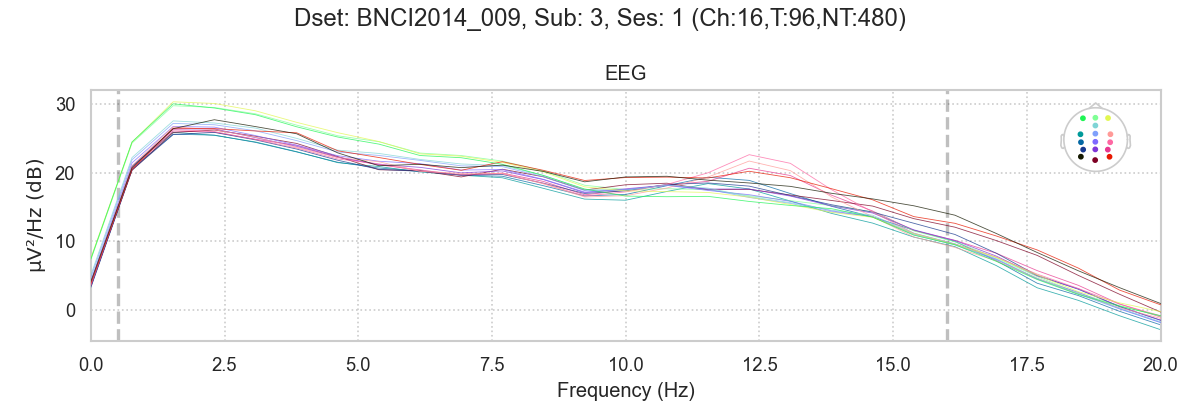 Dset: BNCI2014_009, Sub: 3, Ses: 1 (Ch:16,T:96,NT:480)
EEG
µV²/Hz (dB)
30
20
10
0
0.0 2.5 5.0 7.5 10.0 12.5 15.0 17.5 20.0
Frequency (Hz)